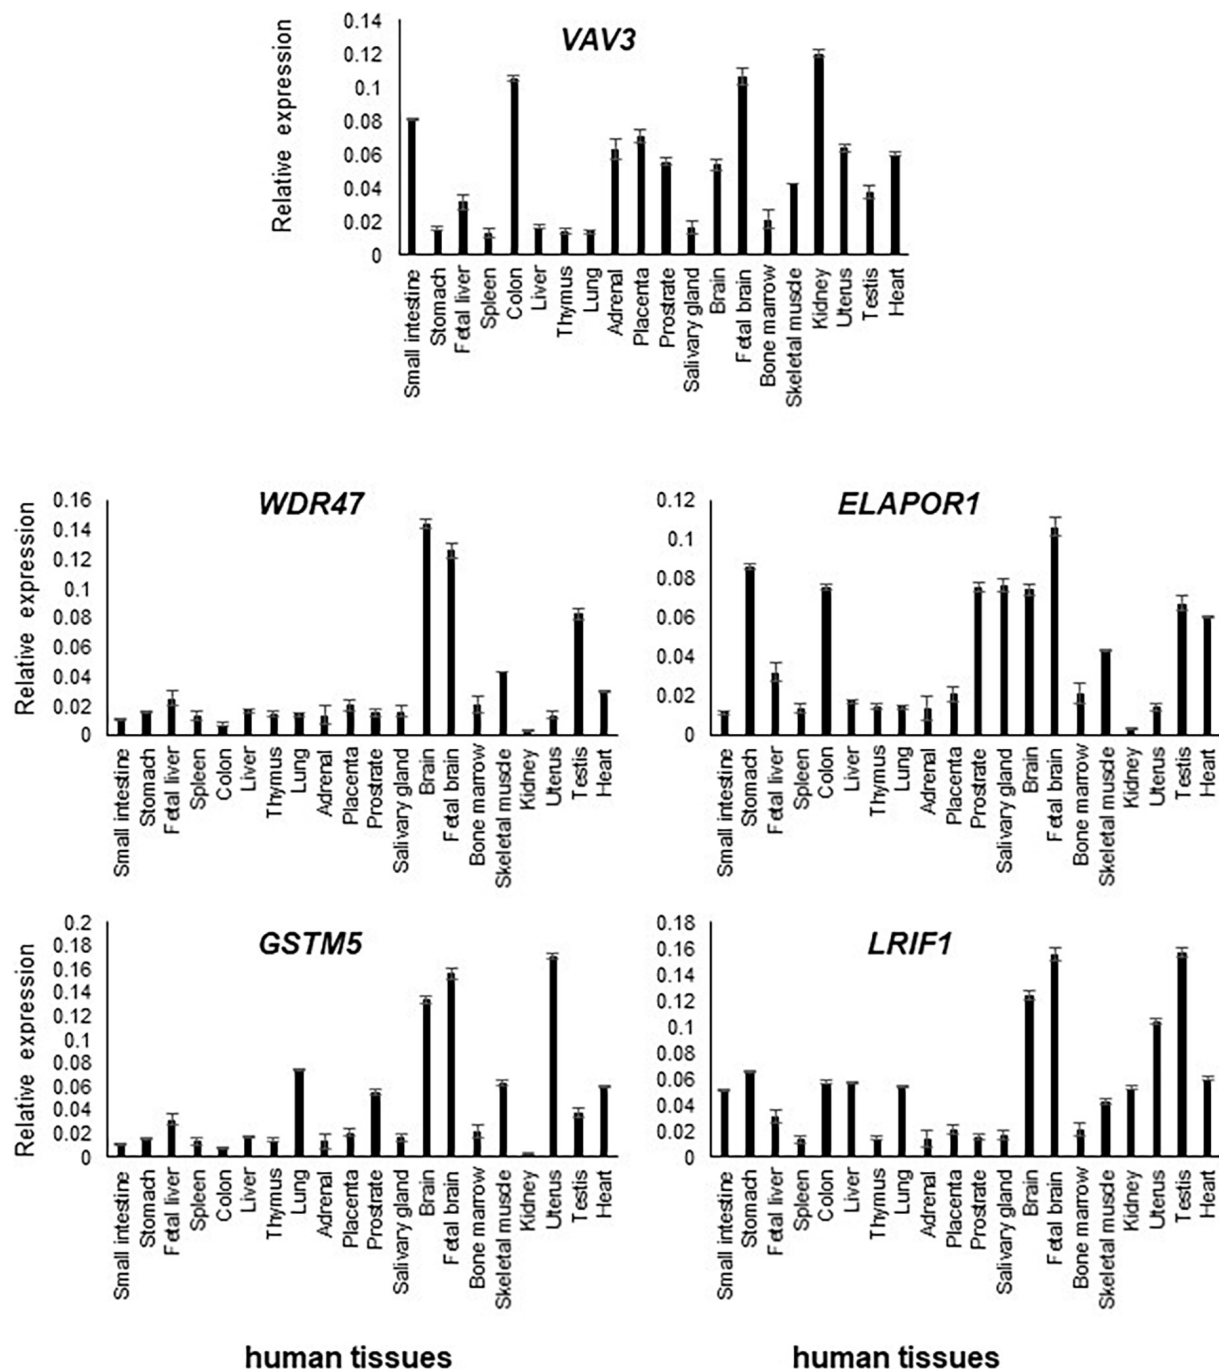 VAV3
Relative expression
0.14
0.12
0.1
0.08
0.06
0.04
0.02
0
Small intestine
Stomach
Fetal liver
Spleen
Colon
Liver
Thymus
Lung
Adrenal
Placenta
Prostrate
Salivary gland
Brain
Fetal brain
Bone marrow
Skeletal muscle
Kidney
Uterus
Testis
Heart
WDR47
Relative expression
0.16
0.14
0.12
0.1
0.08
0.06
0.04
0.02
0
Small intestine
Stomach
Fetal liver
Spleen
Colon
Liver
Thymus
Lung
Adrenal
Placenta
Prostrate
Salivary gland
Brain
Fetal brain
Bone marrow
Skeletal muscle
Kidney
Uterus
Testis
Heart
ELAPOR1
0.12
0.1
0.08
0.06
0.04
0.02
0
Small intestine
Stomach
Fetal liver
Spleen
Colon
Liver
Thymus
Lung
Adrenal
Placenta
Prostrate
Salivary gland
Brain
Fetal brain
Bone marrow
Skeletal muscle
Kidney
Uterus
Testis
Heart
GSTM5
Relative expression
0.2
0.18
0.16
0.14
0.12
0.1
0.08
0.06
0.04
0.02
0
Small intestine
Stomach
Fetal liver
Spleen
Colon
Liver
Thymus
Lung
Adrenal
Placenta
Prostrate
Salivary gland
Brain
Fetal brain
Bone marrow
Skeletal muscle
Kidney
Uterus
Testis
Heart
human tissues
LRIF1
0.18
0.16
0.14
0.12
0.1
0.08
0.06
0.04
0.02
0
Small intestine
Stomach
Fetal liver
Spleen
Colon
Liver
Thymus
Lung
Adrenal
Placenta
Prostrate
Salivary gland
Brain
Fetal brain
Bone marrow
Skeletal muscle
Kidney
Uterus
Testis
Heart
human tissues